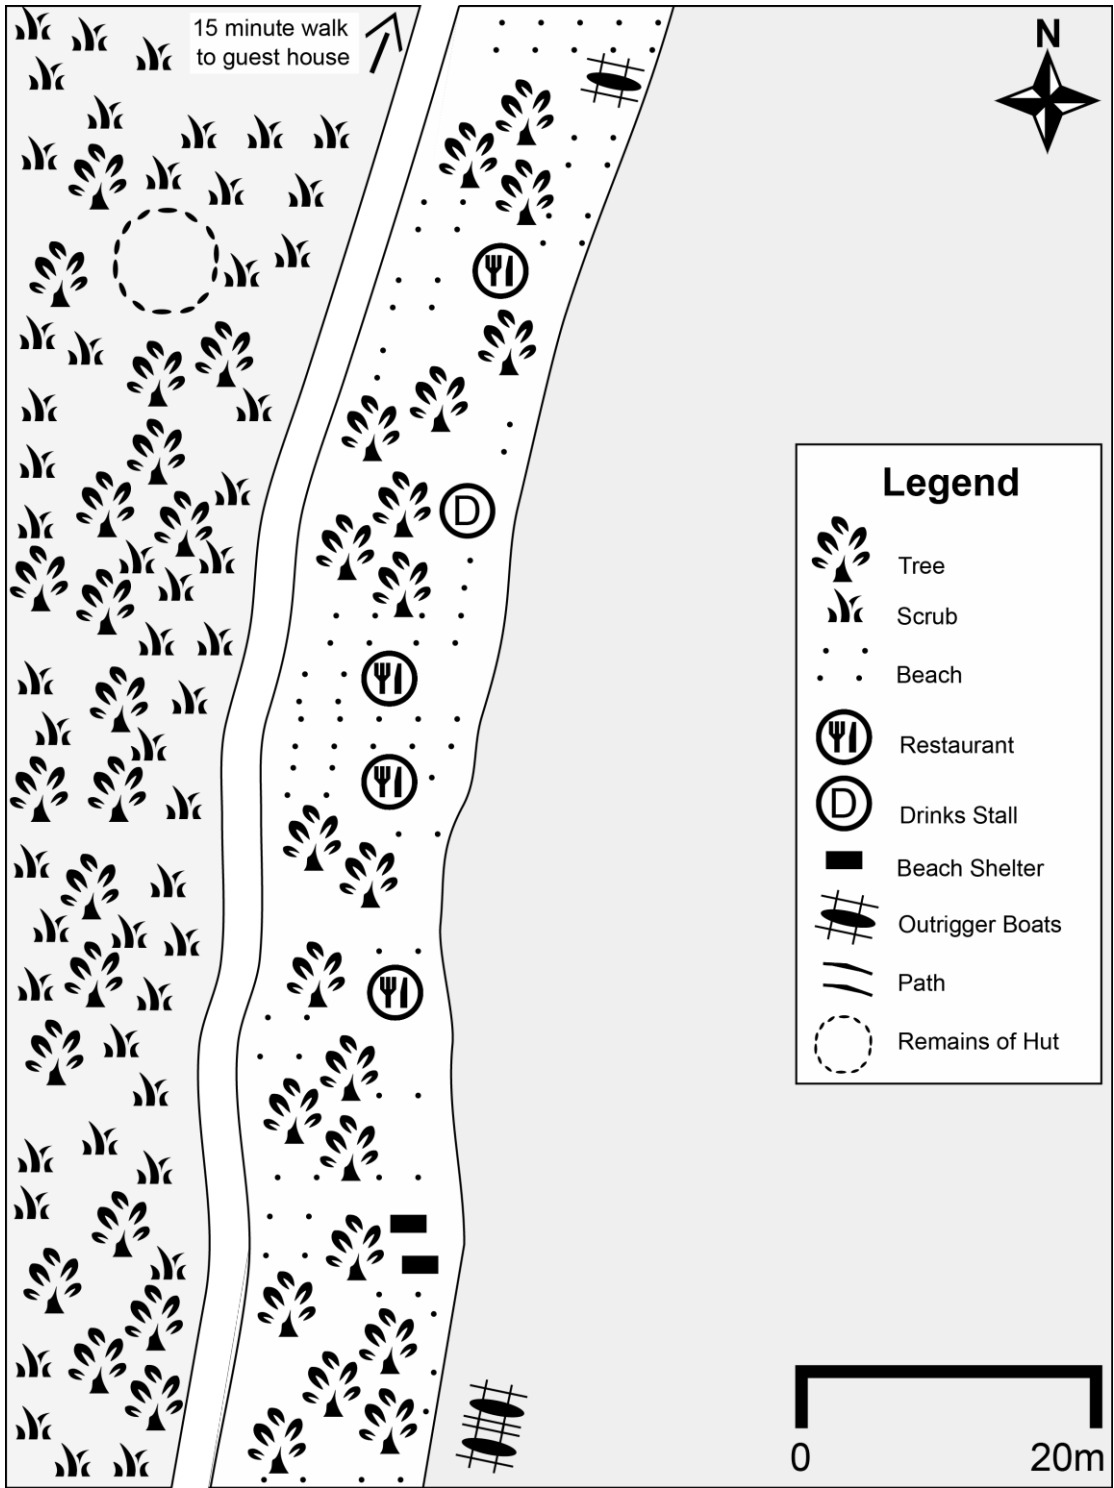 15 minute walk
to guest house
N
D
Legend
Tree
Scrub
Beach
Restaurant
D
Drinks Stall
Beach Shelter
Outrigger Boats
Path
Remains of Hut
0
20m